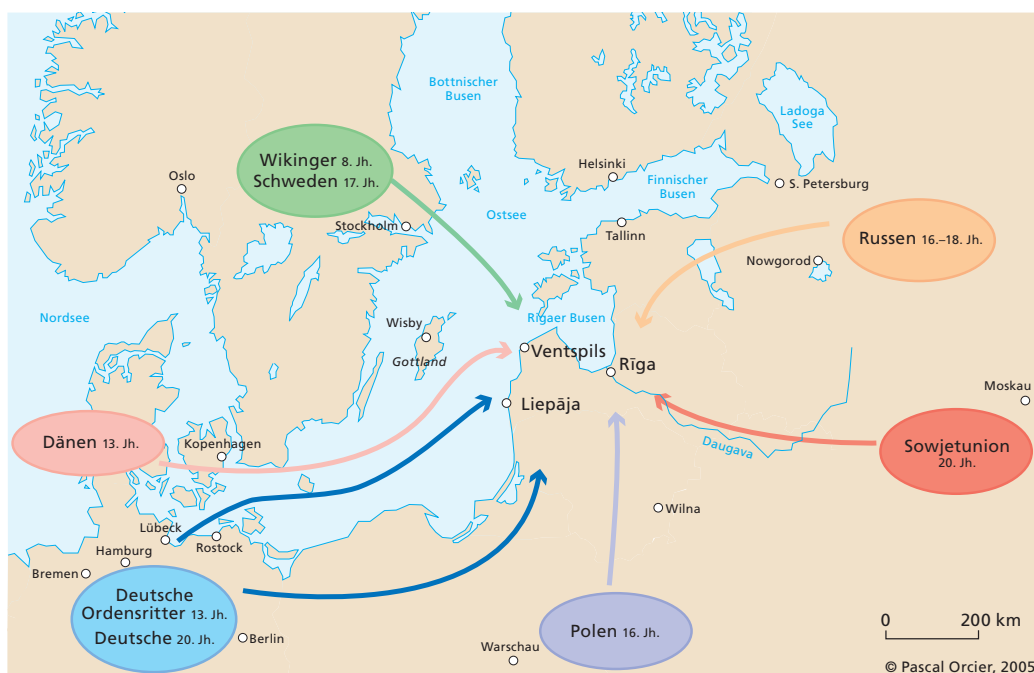 Bottnischer
Busen
Ladoga
See
Wikinger 8. Jh.
Schweden 17. Jh.
Oslo
Helsinki
Finnischer
Busen
S. Petersburg
Stockholm
Ostsee
Tallinn
Russen 16.–18. Jh.
Nowgorod
Nordsee
Rigaer Busen
Wisby
Gottland
Ventspils
Rīga
Liepāja
Moskau
Dänen 13. Jh.
Kopenhagen
Daugava
Sowjetunion
20. Jh.
Lübeck
Rostock
Hamburg
Bremen
Wilna
Deutsche
Ordensritter 13. Jh.
Deutsche 20. Jh.
Berlin
Polen 16. Jh.
Warschau
0 200 km
© Pascal Orcier, 2005